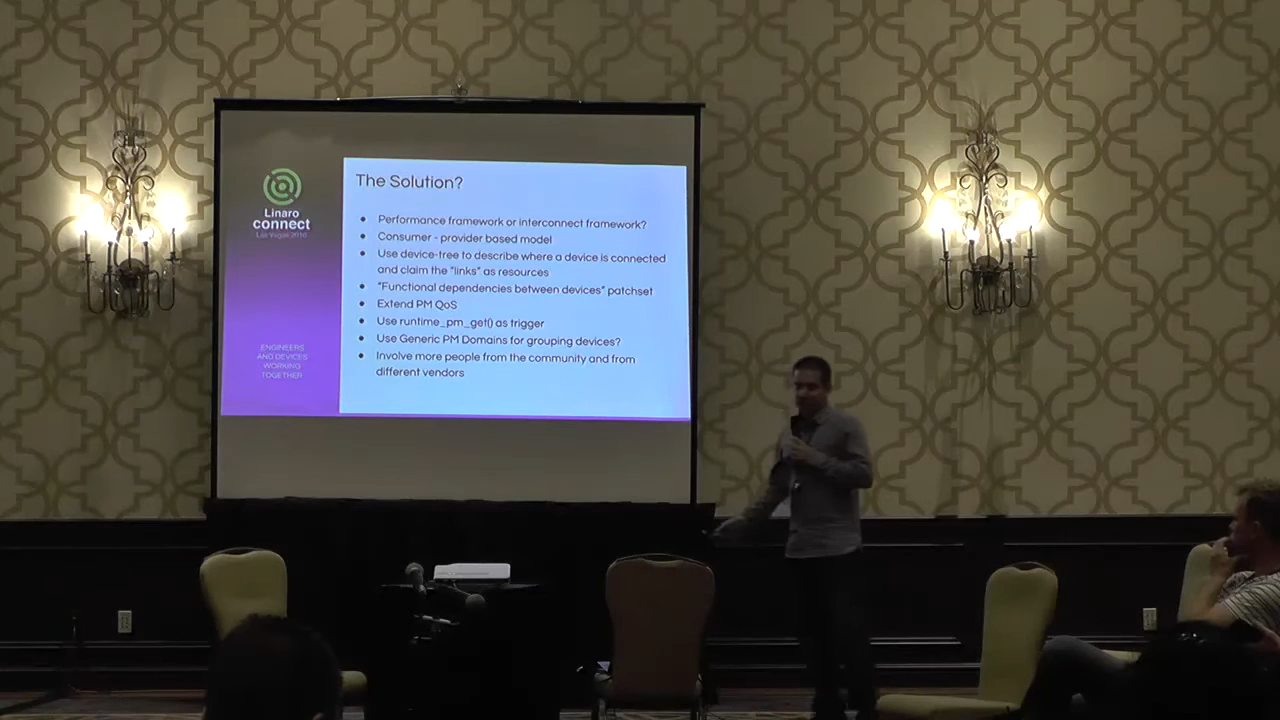 Linaro
connect
Las Vegas 2016
ENGINEERS
AND DEVICES
WORKING
TOGETHER
The Solution?
• Performance framework or interconnect framework?
• Consumer - provider based model
• Use device-tree to describe where a device is connected
and claim the "links" as resources
• "Functional dependencies between devices" patchset
• Extend PM QoS
• Use runtime_pm_get() as trigger
• Use Generic PM Domains for grouping devices?
• Involve more people from the community and from
different vendors